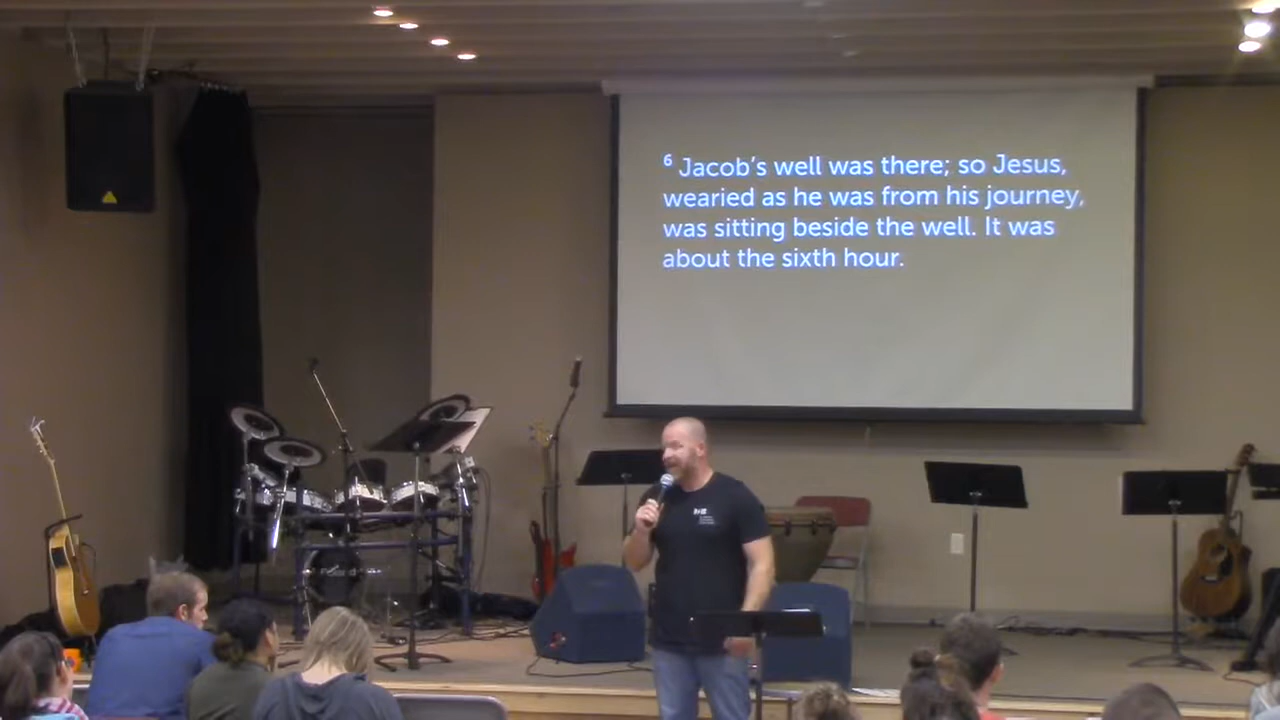 6 Jacob's well was there; so Jesus,
wearied as he was from his journey,
was sitting beside the well. It was
about the sixth hour.